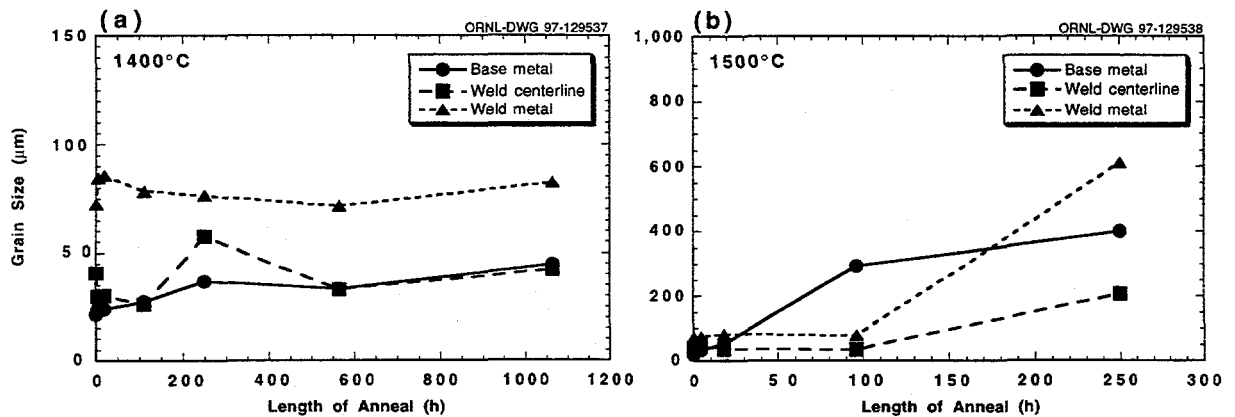 (a)
ORNL-DWG 97-129537
1400°C
Base metal
Weld centerline
Weld metal
150
100
50
0
Grain Size (μm)
0 200 400 600 800 1000 1200
Length of Anneal (h)
(b)
ORNL-DWG 97-129538
1500°C
Base metal
Weld centerline
Weld metal
1,000
800
600
400
200
0
0 50 100 150 200 250 300
Length of Anneal (h)